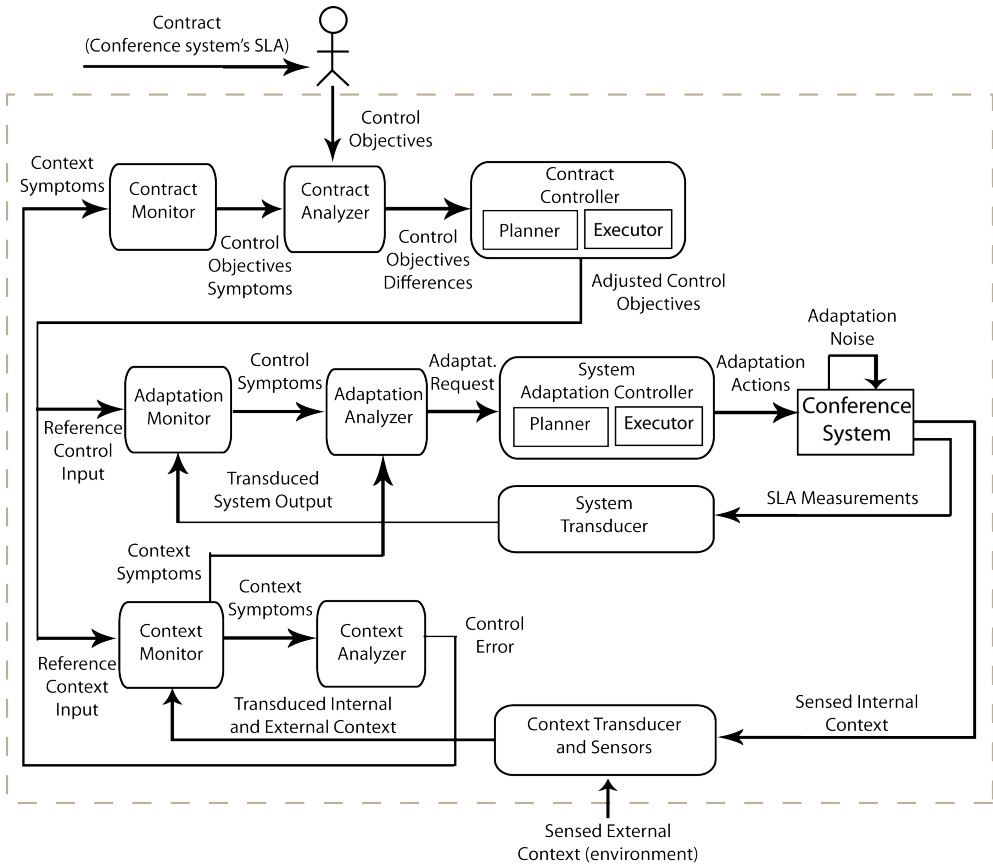 Contract
(Conference system's SLA)
Control
Objectives
Context
Symptoms
Contract
Monitor
Contract
Analyzer
Contract
Controller
Planner
Executor
Control
Objectives
Symptoms
Control
Objectives
Differences
Adjusted Control
Objectives
Adaptation
Noise
Adaptation
Monitor
Control
Symptoms
Adaptation
Analyzer
Adaptat.
Request
System
Adaptation Controller
Planner
Executor
Adaptation
Actions
Conference
System
Reference
Control
Input
Transduced
System Output
System
Transducer
SLA Measurements
Context
Symptoms
Context
Symptoms
Context
Monitor
Context
Analyzer
Control
Error
Reference
Context
Input
Transduced Internal
and External Context
Context Transducer
and Sensors
Sensed Internal
Context
Sensed External
Context (environment)